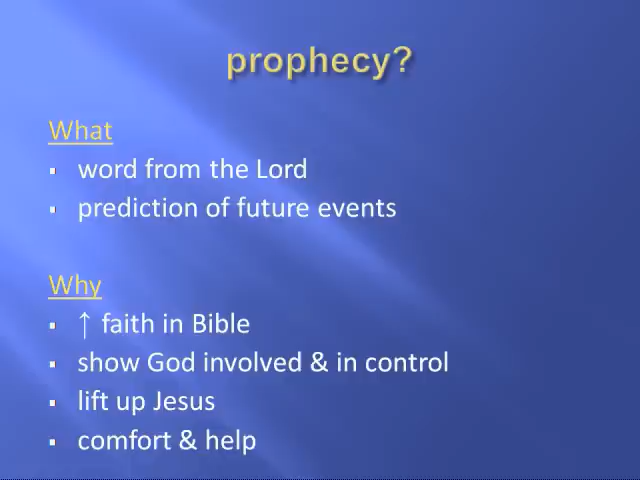 prophecy?
What
▪ word from the Lord
▪ prediction of future events
Why
▪ ↑ faith in Bible
▪ show God involved & in control
▪ lift up Jesus
▪ comfort & help